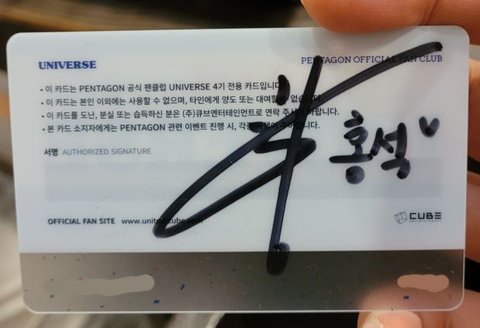 UNIVERSE
PENTAGON OFFICIAL FAN CLUB
• 이 카드는 PENTAGON 공식 팬클럽 UNIVERSE 4기 전용 카드입니다.
• 이 카드는 본인 이외에는 사용할 수 없으며, 타인에게 양도 또는 대여할 수 없습니다.
• 이 카드를 도난, 분실 또는 습득하신 분은 (주)큐브엔터테인먼트로 연락 주시기 바랍니다.
• 본 카드 소지자에게는 PENTAGON 관련 이벤트 진행 시, 각종 주어집니다.
서명 AUTHORIZED SIGNATURE
홍석
OFFICIAL FAN SITE www.unitedcube.com
CUBE